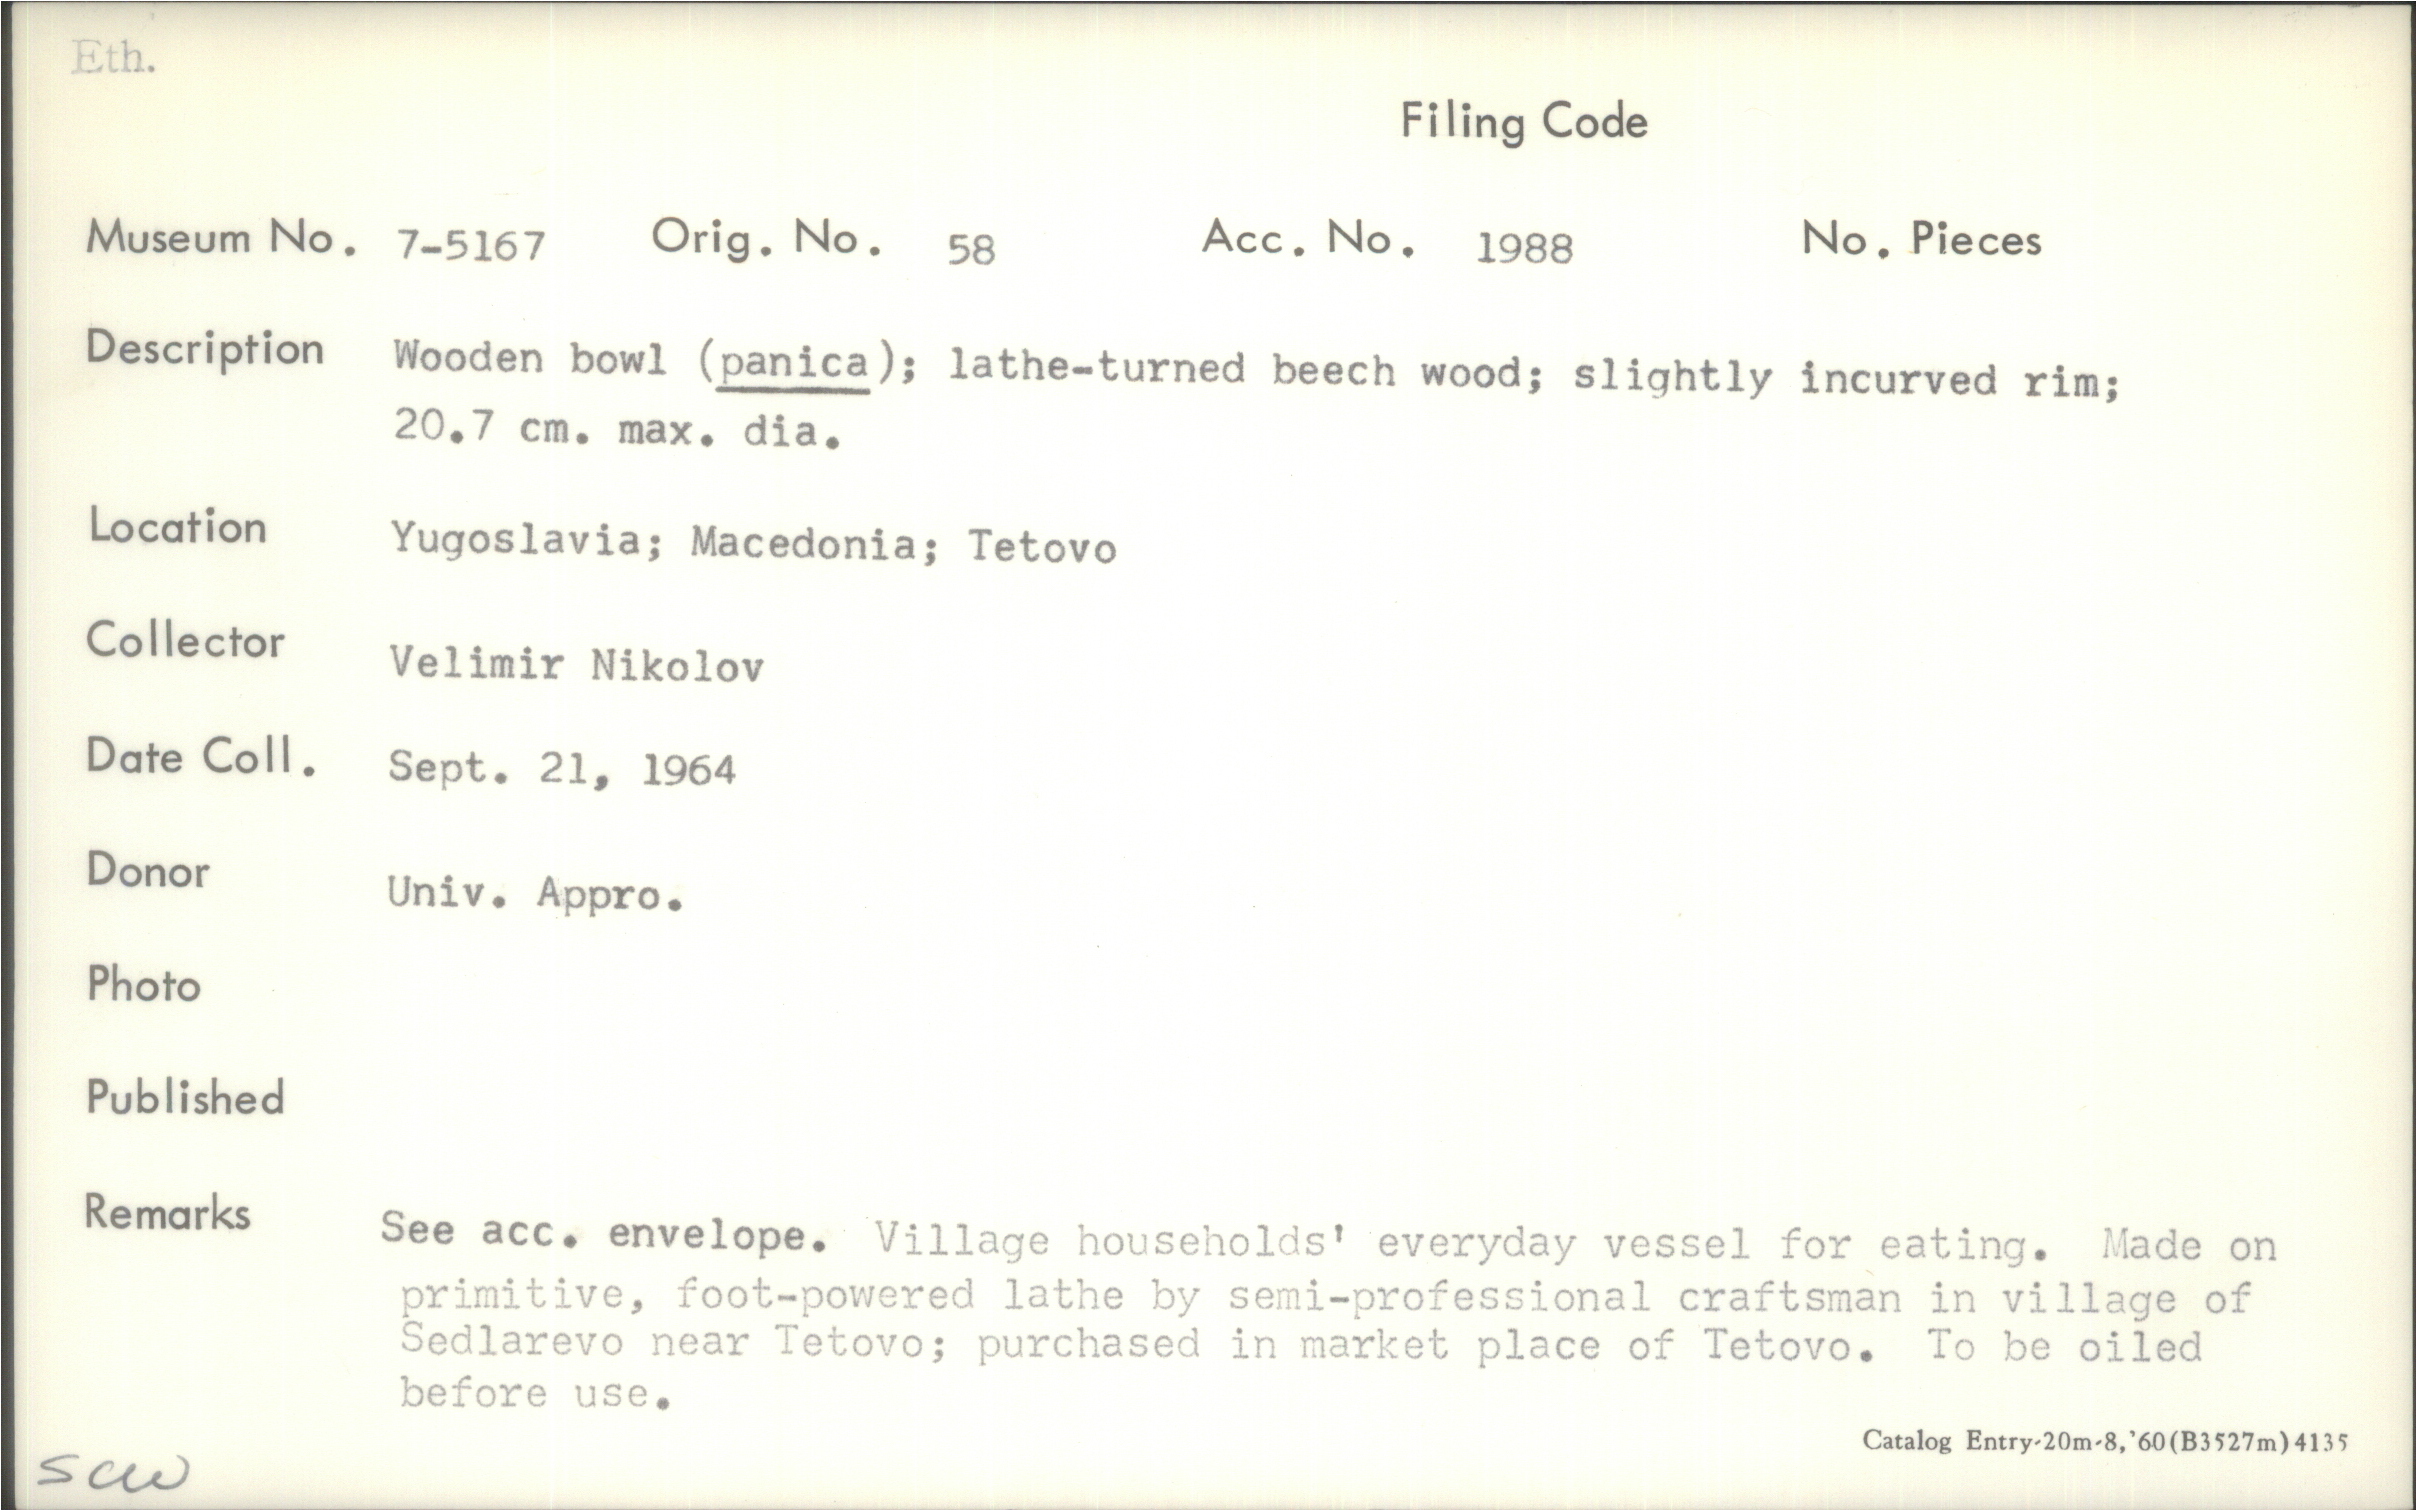 Eth.
Filing Code
Museum No. 7-5167 Orig. No. 58 Acc. No. 1988 No. Pieces
Description Wooden bowl (panica); lathe-turned beech wood; slightly incurved rim;
20.7 cm. max. dia.
Location Yugoslavia; Macedonia; Tetovo
Collector Velimir Nikolov
Date Coll. Sept. 21, 1964
Donor Univ. Appro.
Photo
Published
Remarks See acc. envelope. Village households' everyday vessel for eating. Made on
primitive, foot-powered lathe by semi-professional craftsman in village of
Sedlarevo near Tetovo; purchased in market place of Tetovo. To be oiled
before use.
Catalog Entry-20m-8,'60(B3527m)4135